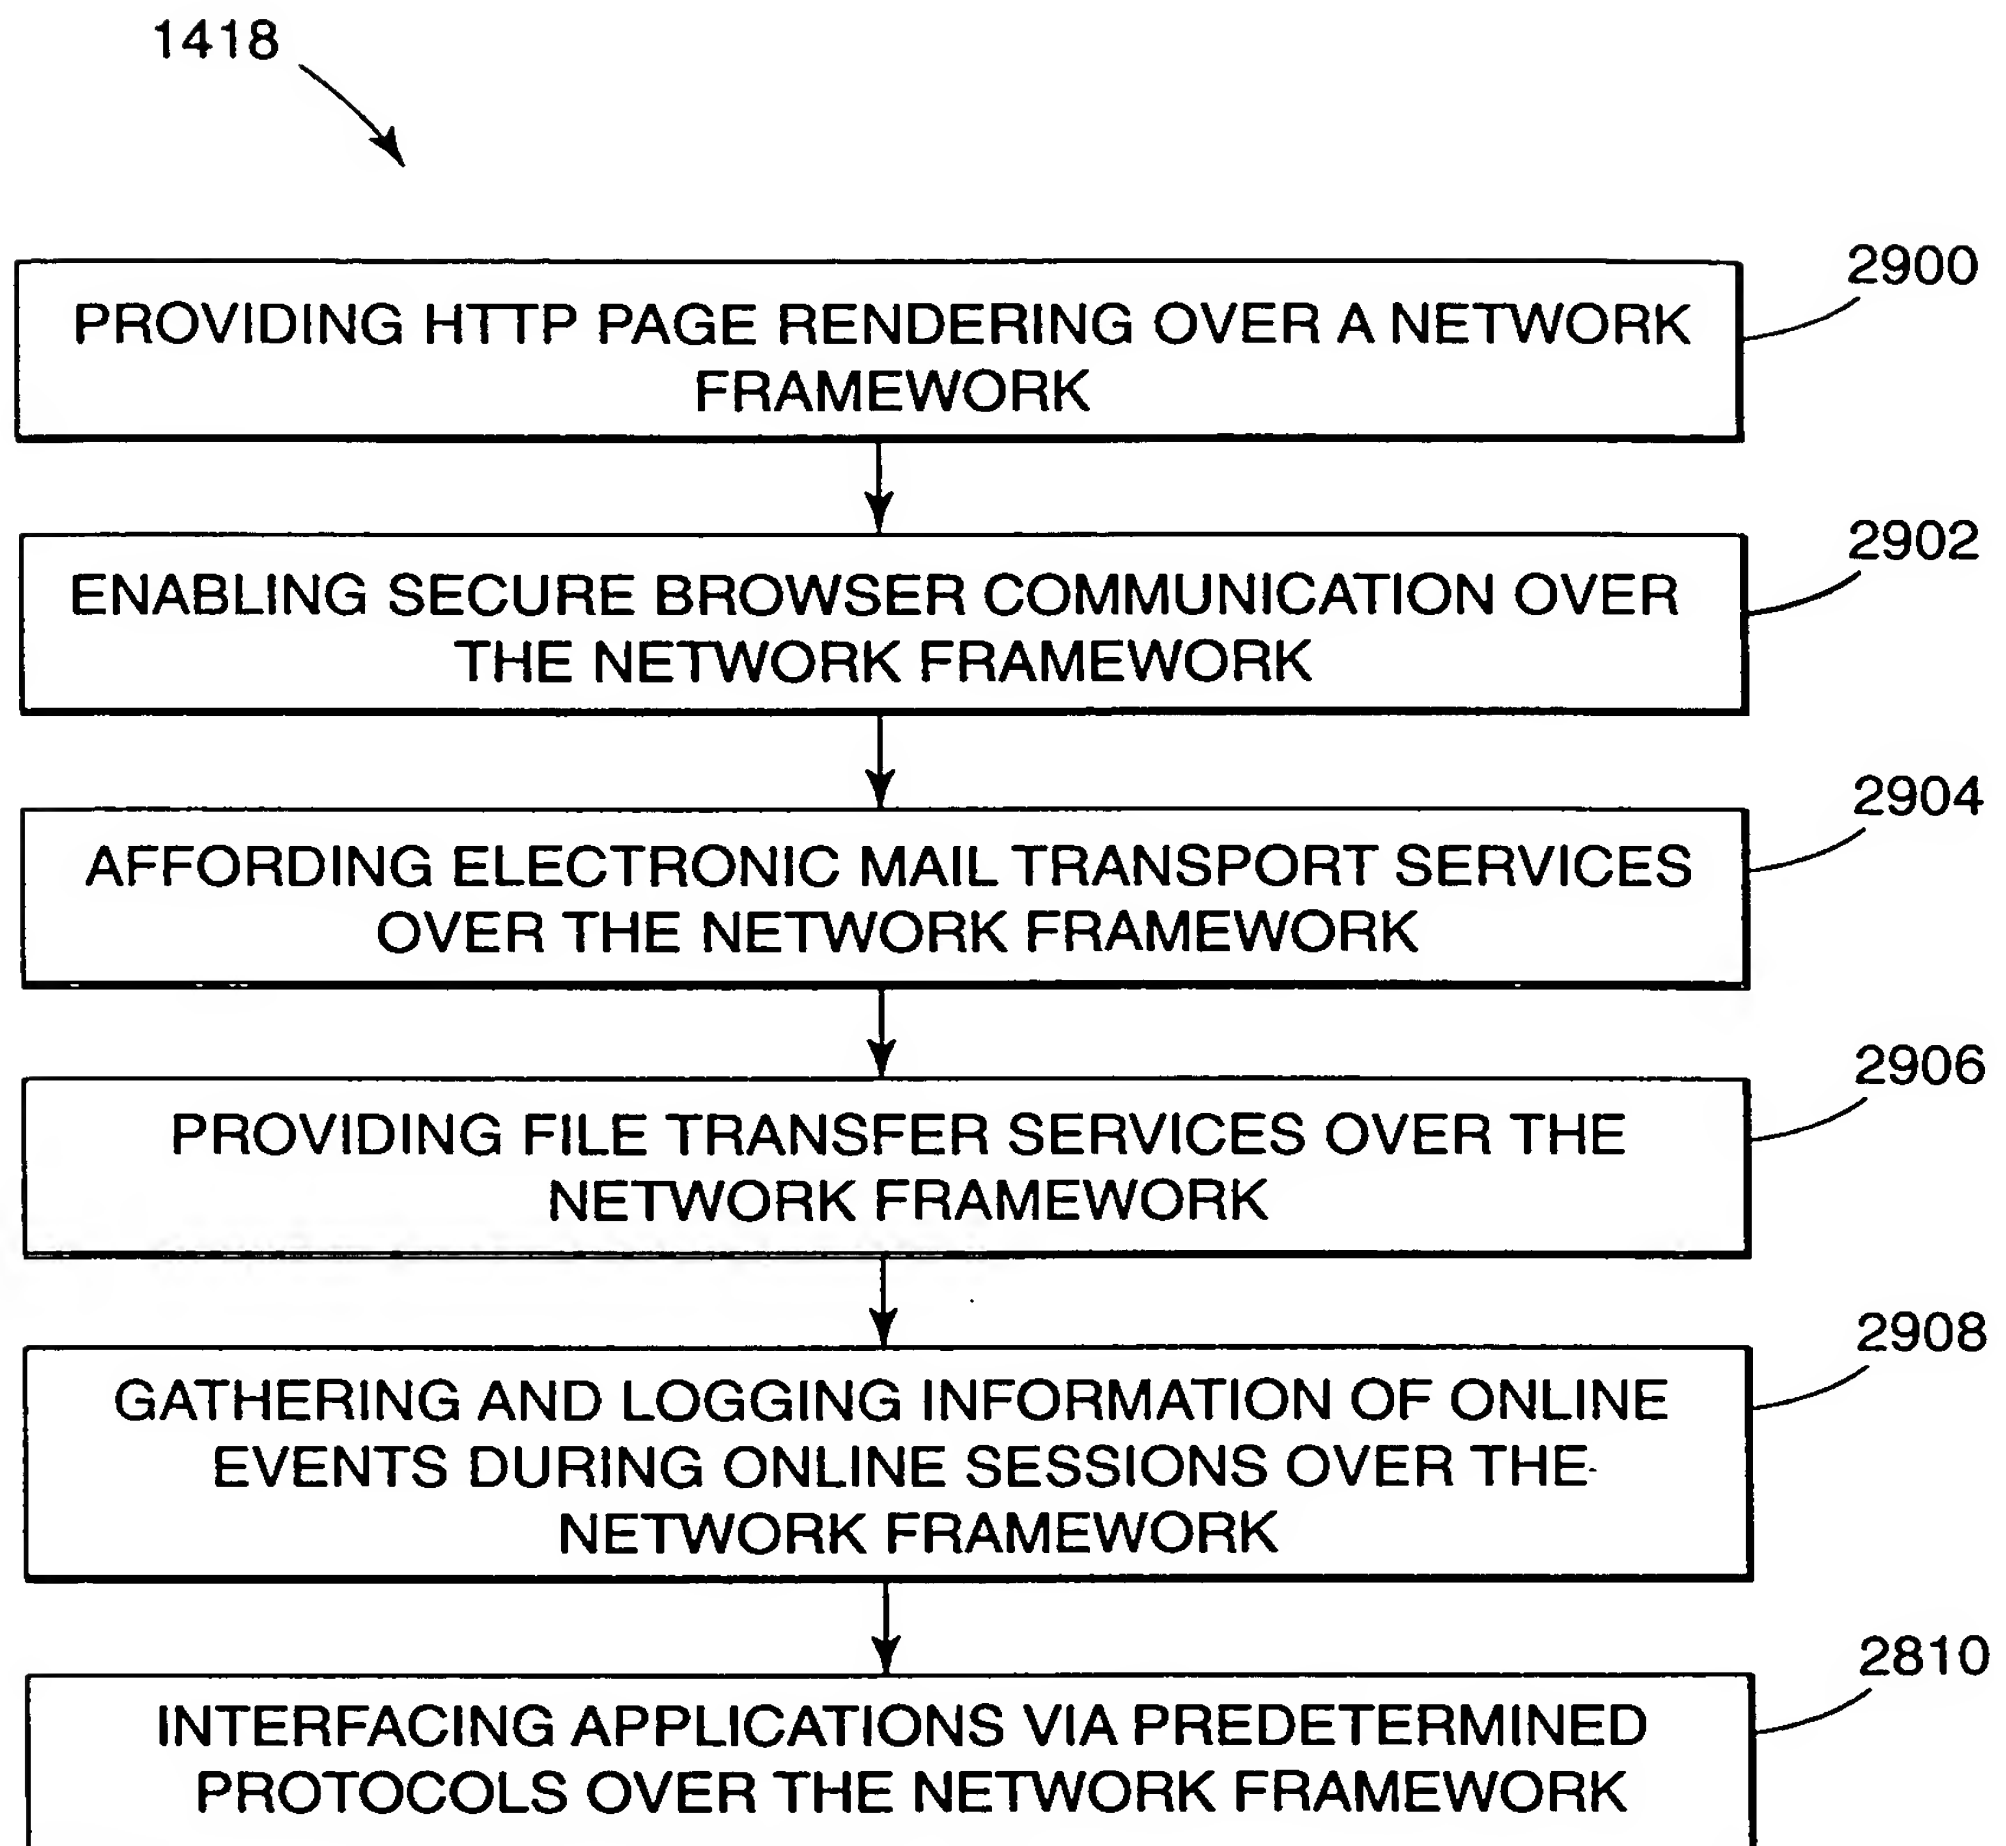 1418
2900
PROVIDING HTTP PAGE RENDERING OVER A NETWORK
FRAMEWORK
2902
ENABLING SECURE BROWSER COMMUNICATION OVER
THE NETWORK FRAMEWORK
2904
AFFORDING ELECTRONIC MAIL TRANSPORT SERVICES
OVER THE NETWORK FRAMEWORK
2906
PROVIDING FILE TRANSFER SERVICES OVER THE
NETWORK FRAMEWORK
2908
GATHERING AND LOGGING INFORMATION OF ONLINE
EVENTS DURING ONLINE SESSIONS OVER THE
NETWORK FRAMEWORK
2810
INTERFACING APPLICATIONS VIA PREDETERMINED
PROTOCOLS OVER THE NETWORK FRAMEWORK